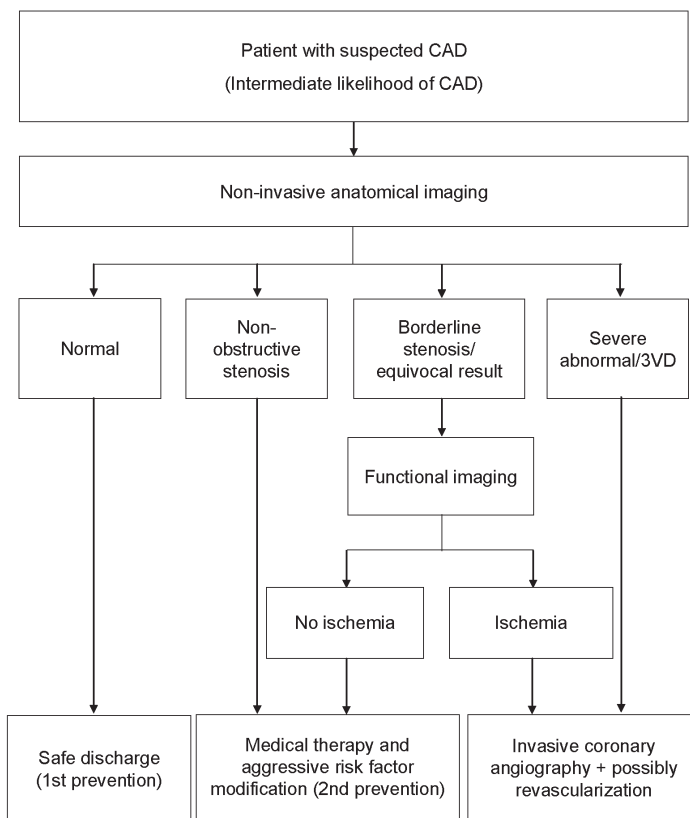 Patient with suspected CAD
(Intermediate likelihood of CAD)
Non-invasive anatomical imaging
Normal
Non-
obstructive
stenosis
Borderline
stenosis/
equivocal result
Severe
abnormal/3VD
Functional imaging
No ischemia
Ischemia
Safe discharge
(1st prevention)
Medical therapy and
aggressive risk factor
modification (2nd prevention)
Invasive coronary
angiography + possibly
revascularization